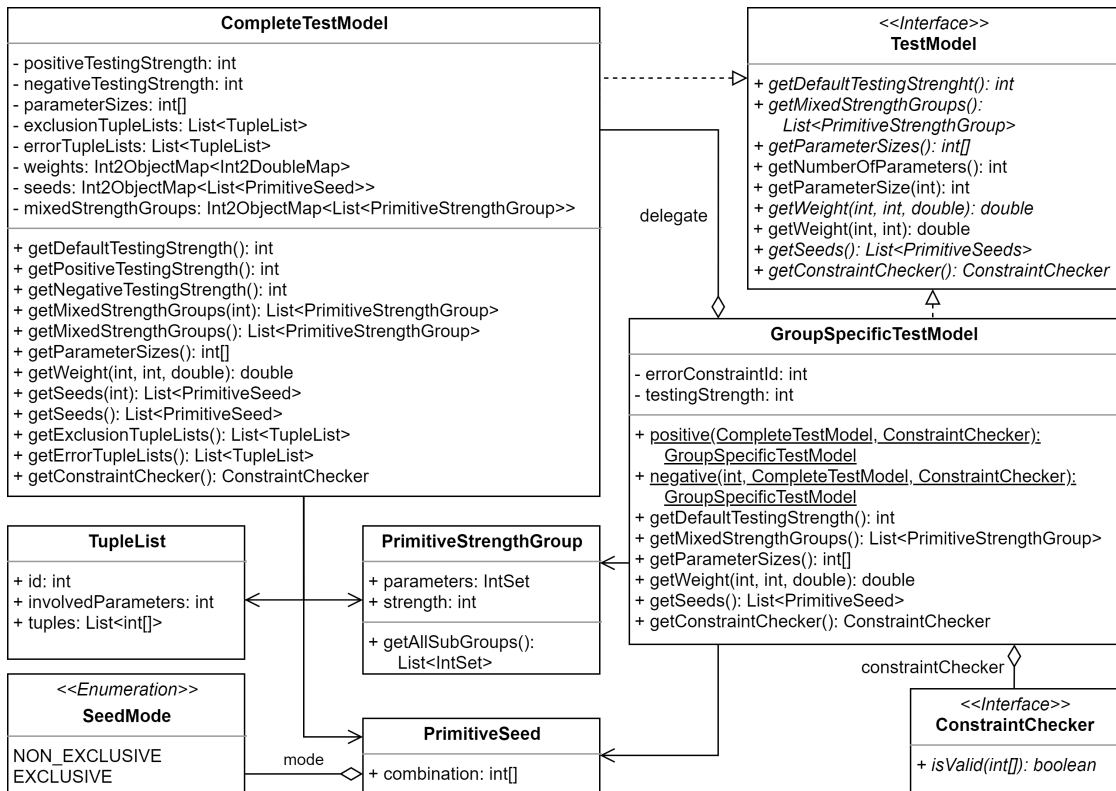 CompleteTestModel
- positiveTestingStrength: int
- negativeTestingStrength: int
- parameterSizes: int[]
- exclusionTupleLists: List<TupleList>
- errorTupleLists: List<TupleList>
- weights: Int2ObjectMap<Int2DoubleMap>
- seeds: Int2ObjectMap<List<PrimitiveSeed>>
- mixedStrengthGroups: Int2ObjectMap<List<PrimitiveStrengthGroup>>
+ getDefaultTestingStrength(): int
+ getPositiveTestingStrength(): int
+ getNegativeTestingStrength(): int
+ getMixedStrengthGroups(int): List<PrimitiveStrengthGroup>
+ getMixedStrengthGroups(): List<PrimitiveStrengthGroup>
+ getParameterSizes(): int[]
+ getWeight(int, int, double): double
+ getSeeds(int): List<PrimitiveSeed>
+ getSeeds(): List<PrimitiveSeed>
+ getExclusionTupleLists(): List<TupleList>
+ getErrorTupleLists(): List<TupleList>
+ getConstraintChecker(): ConstraintChecker
<<Interface>>
TestModel
+ getDefaultTestingStrenght(): int
+ getMixedStrengthGroups():
List<PrimitiveStrengthGroup>
+ getParameterSizes(): int[]
+ getNumberOfParameters(): int
+ getParameterSize(int): int
+ getWeight(int, int, double): double
+ getWeight(int, int): double
+ getSeeds(): List<PrimitiveSeeds>
+ getConstraintChecker(): ConstraintChecker
delegate
GroupSpecificTestModel
- errorConstraintId: int
- testingStrength: int
+ positive(CompleteTestModel, ConstraintChecker):
GroupSpecificTestModel
+ negative(int, CompleteTestModel, ConstraintChecker):
GroupSpecificTestModel
+ getDefaultTestingStrength(): int
+ getMixedStrengthGroups(): List<PrimitiveStrengthGroup>
+ getParameterSizes(): int[]
+ getWeight(int, int, double): double
+ getSeeds(): List<PrimitiveSeed>
+ getConstraintChecker(): ConstraintChecker
TupleList
+ id: int
+ involvedParameters: int
+ tuples: List<int[]>
PrimitiveStrengthGroup
+ parameters: IntSet
+ strength: int
+ getAllSubGroups():
List<IntSet>
<<Enumeration>>
SeedMode
NON_EXCLUSIVE
EXCLUSIVE
mode
PrimitiveSeed
+ combination: int[]
constraintChecker
<<Interface>>
ConstraintChecker
+ isValid(int[]): boolean